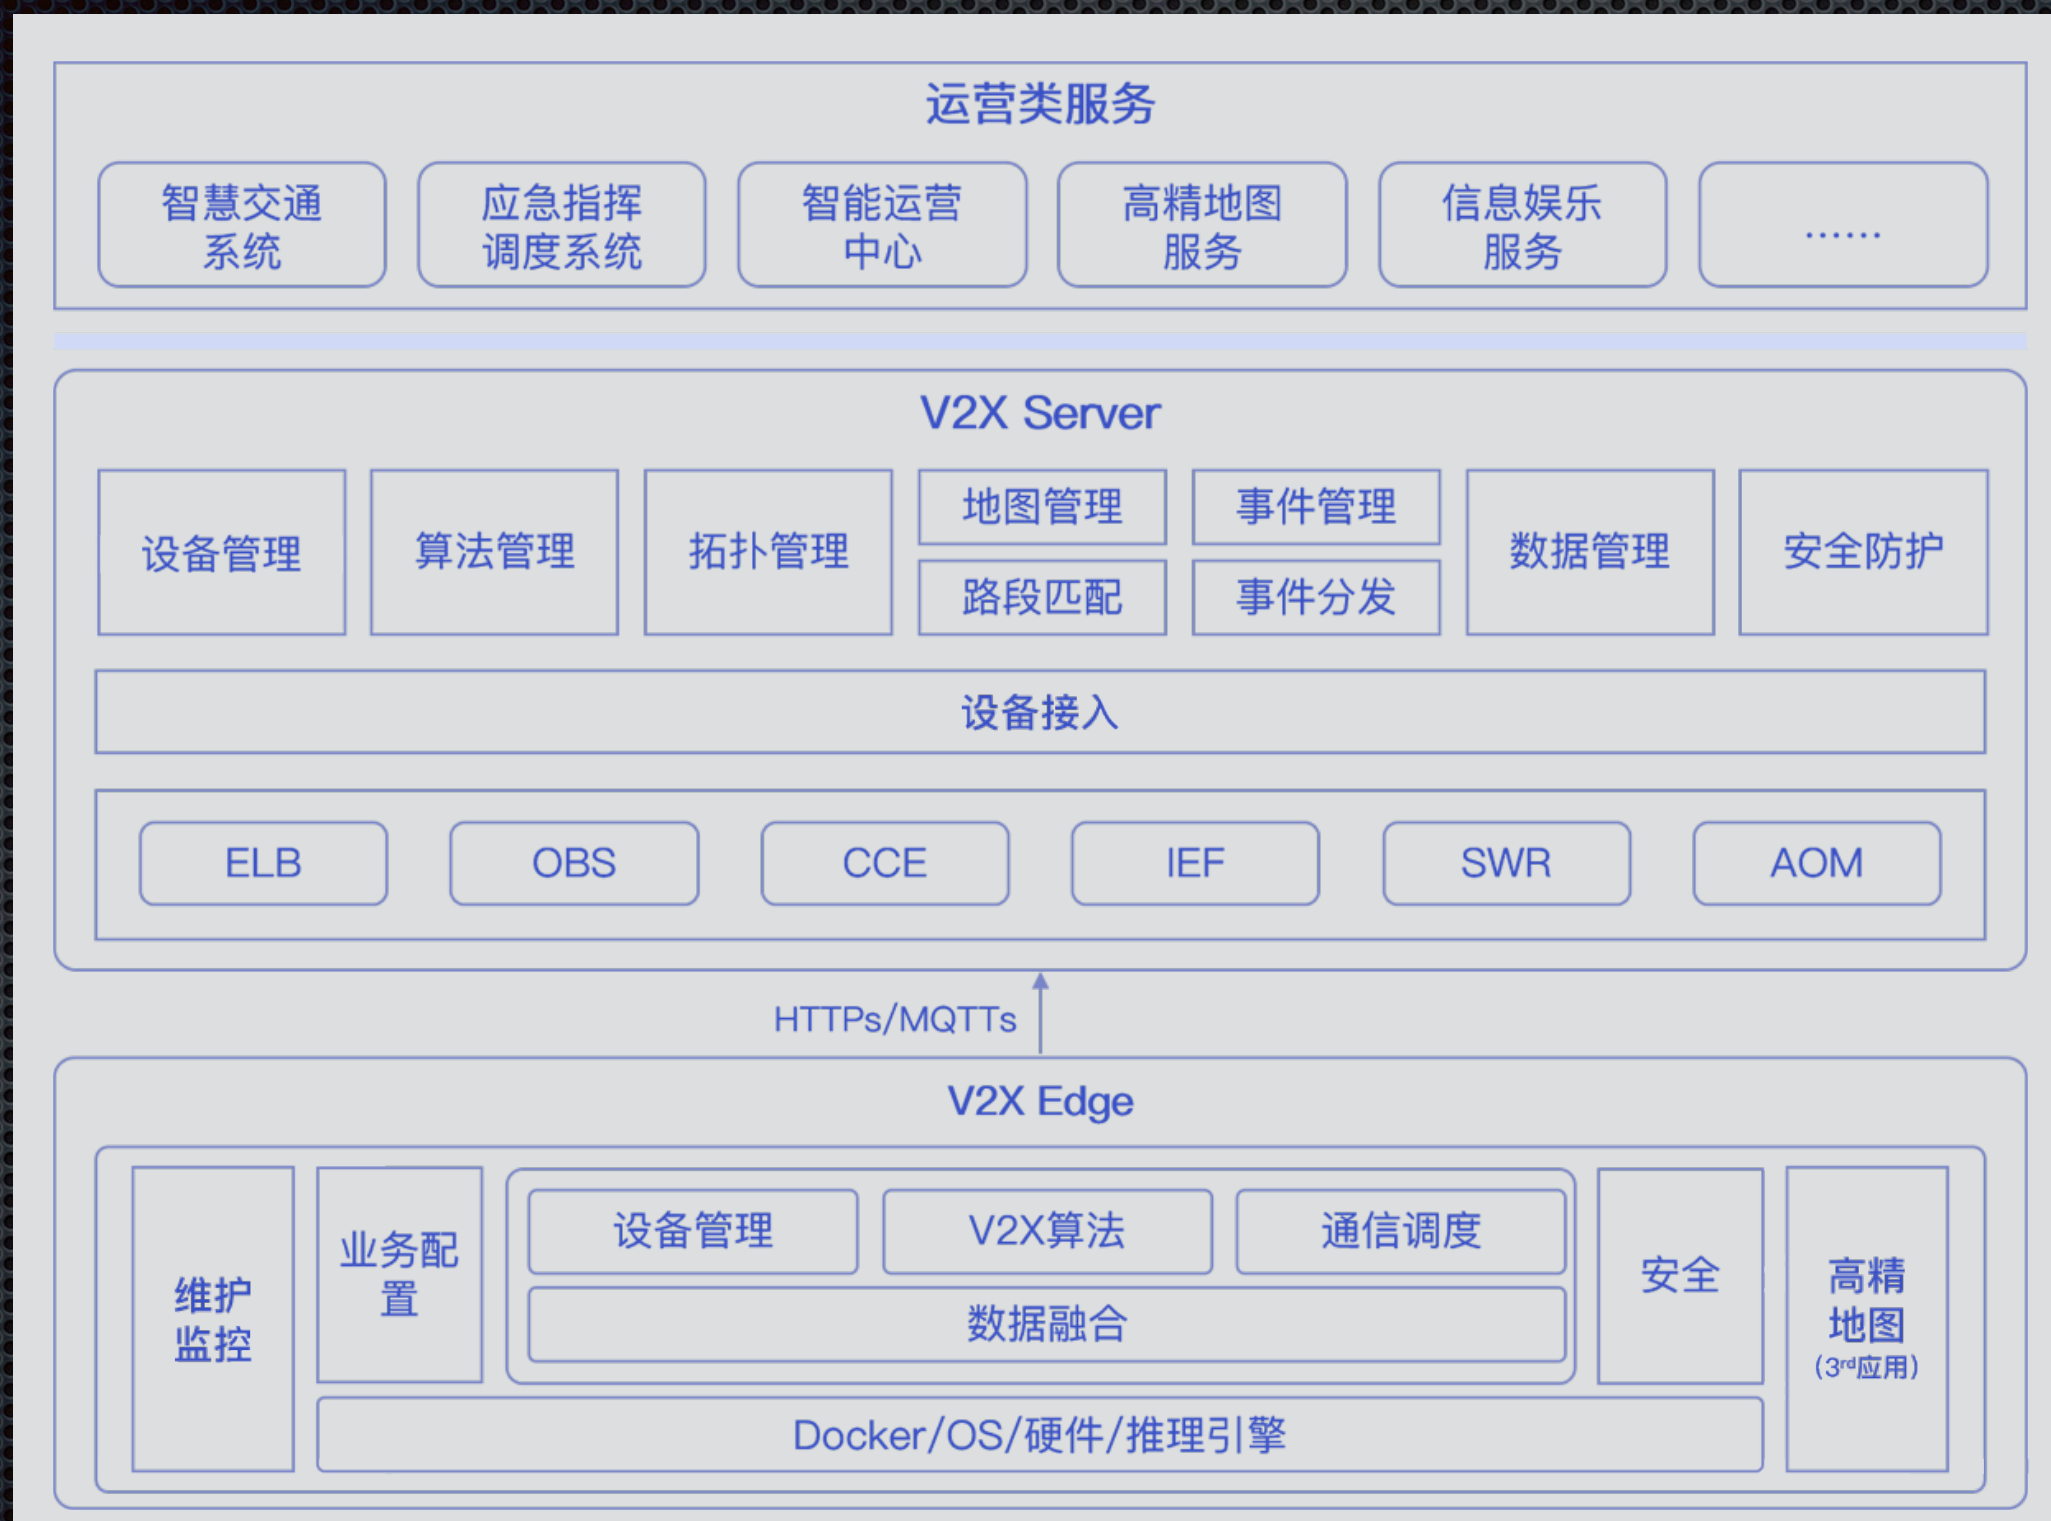 运营类服务
智慧交通
系统
应急指挥
调度系统
智能运营
中心
高精地图
服务
信息娱乐
服务
......
V2X Server
设备管理
算法管理
拓扑管理
地图管理
路段匹配
事件管理
事件分发
数据管理
安全防护
设备接入
ELB
OBS
CCE
IEF
SWR
AOM
HTTPs/MQTTs
V2X Edge
维护
监控
业务配
置
设备管理
V2X算法
通信调度
数据融合
安全
高精
地图
(3rd应用)
Docker/OS/硬件/推理引擎